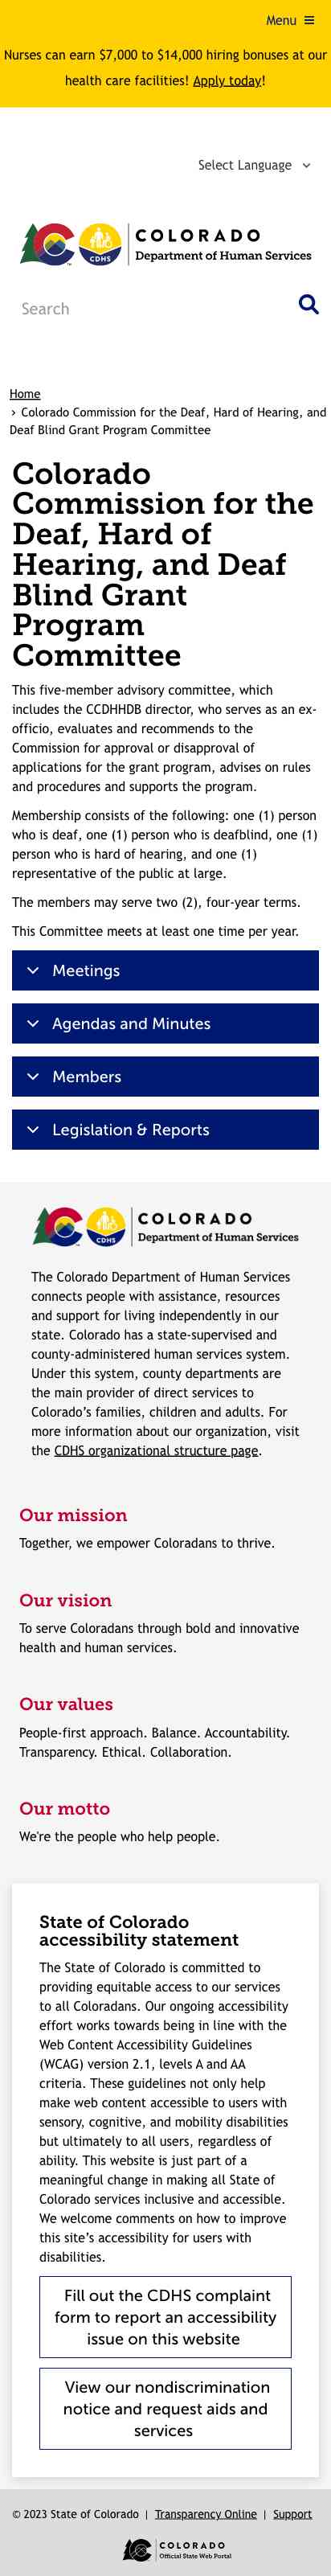 Menu
Nurses can earn $7,000 to $14,000 hiring bonuses at our
health care facilities! Apply today!
Select Language
COLORADO
CDHS
Department of Human Services
Search
Home
› Colorado Commission for the Deaf, Hard of Hearing, and
Deaf Blind Grant Program Committee
Colorado
Commission for the
Deaf, Hard of
Hearing, and Deaf
Blind Grant
Program
Committee
This five-member advisory committee, which
includes the CCDHHDB director, who serves as an ex-
officio, evaluates and recommends to the
Commission for approval or disapproval of
applications for the grant program, advises on rules
and procedures and supports the program.
Membership consists of the following: one (1) person
who is deaf, one (1) person who is deafblind, one (1)
person who is hard of hearing, and one (1)
representative of the public at large.
The members may serve two (2), four-year terms.
This Committee meets at least one time per year.
Meetings
Agendas and Minutes
Members
Legislation & Reports
COLORADO
CDHS
Department of Human Services
The Colorado Department of Human Services
connects people with assistance, resources
and support for living independently in our
state. Colorado has a state-supervised and
county-administered human services system.
Under this system, county departments are
the main provider of direct services to
Colorado’s families, children and adults. For
more information about our organization, visit
the CDHS organizational structure page.
Our mission
Together, we empower Coloradans to thrive.
Our vision
To serve Coloradans through bold and innovative
health and human services.
Our values
People-first approach. Balance. Accountability.
Transparency. Ethical. Collaboration.
Our motto
We're the people who help people.
State of Colorado
accessibility statement
The State of Colorado is committed to
providing equitable access to our services
to all Coloradans. Our ongoing accessibility
effort works towards being in line with the
Web Content Accessibility Guidelines
(WCAG) version 2.1, levels A and AA
criteria. These guidelines not only help
make web content accessible to users with
sensory, cognitive, and mobility disabilities
but ultimately to all users, regardless of
ability. This website is just part of a
meaningful change in making all State of
Colorado services inclusive and accessible.
We welcome comments on how to improve
this site’s accessibility for users with
disabilities.
Fill out the CDHS complaint
form to report an accessibility
issue on this website
View our nondiscrimination
notice and request aids and
services
© 2023 State of Colorado | Transparency Online | Support
COLORADO
Official State Web Portal